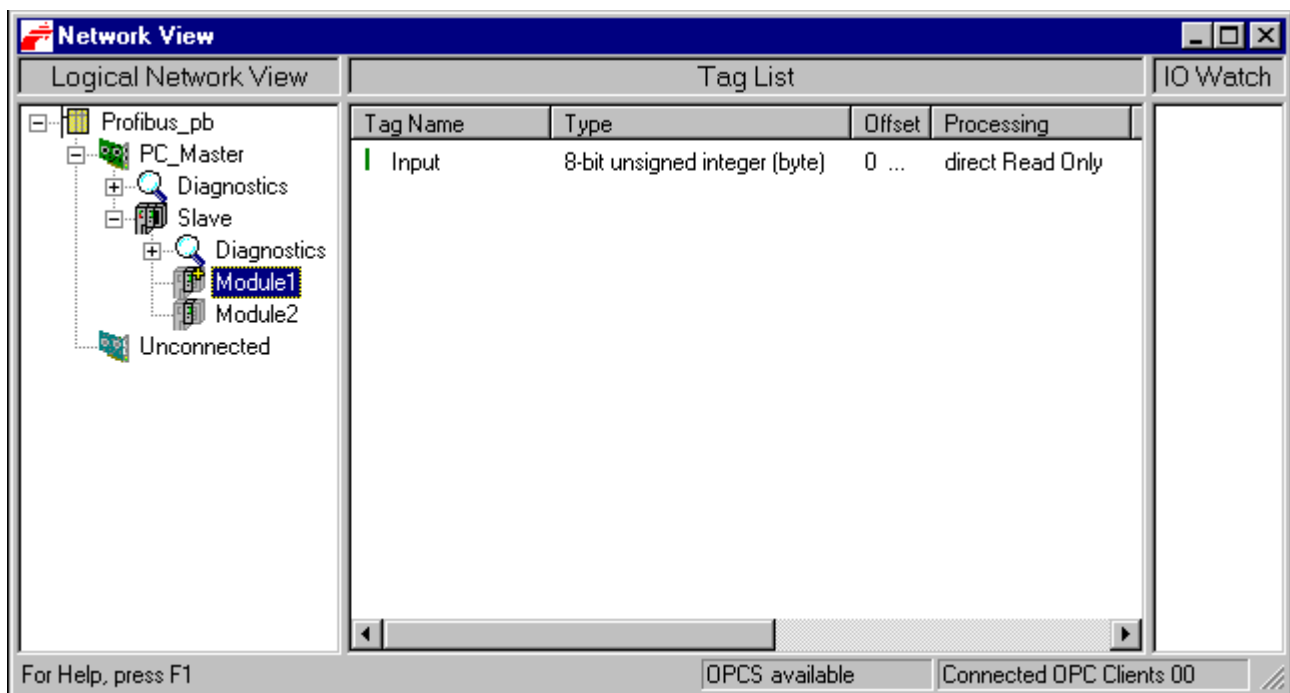 Network View
Logical Network View Tag List IO Watch
Profibus_pb Tag Name Type Offset Processing
PC_Master Input 8-bit unsigned integer (byte) 0 ... direct Read Only
Diagnostics
Slave
Diagnostics
Module1
Module2
Unconnected
For Help, press F1 OPCS available Connected OPC Clients 00